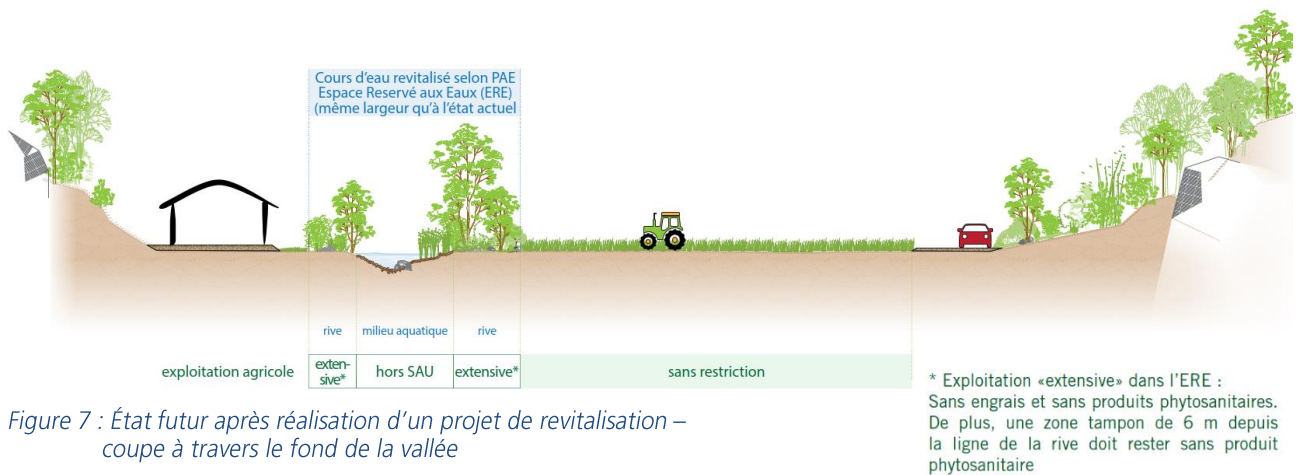 Cours d’eau revitalisé selon PAE
Espace Reservé aux Eaux (ERE)
(même largeur qu’à l’état actuel
rive milieu aquatique rive
exploitation agricole
exten-
sive*
hors SAU
extensive*
sans restriction
* Exploitation «extensive» dans l’ERE :
Sans engrais et sans produits phytosanitaires.
De plus, une zone tampon de 6 m depuis
la ligne de la rive doit rester sans produit
phytosanitaire
Figure 7 : État futur après réalisation d’un projet de revitalisation –
coupe à travers le fond de la vallée